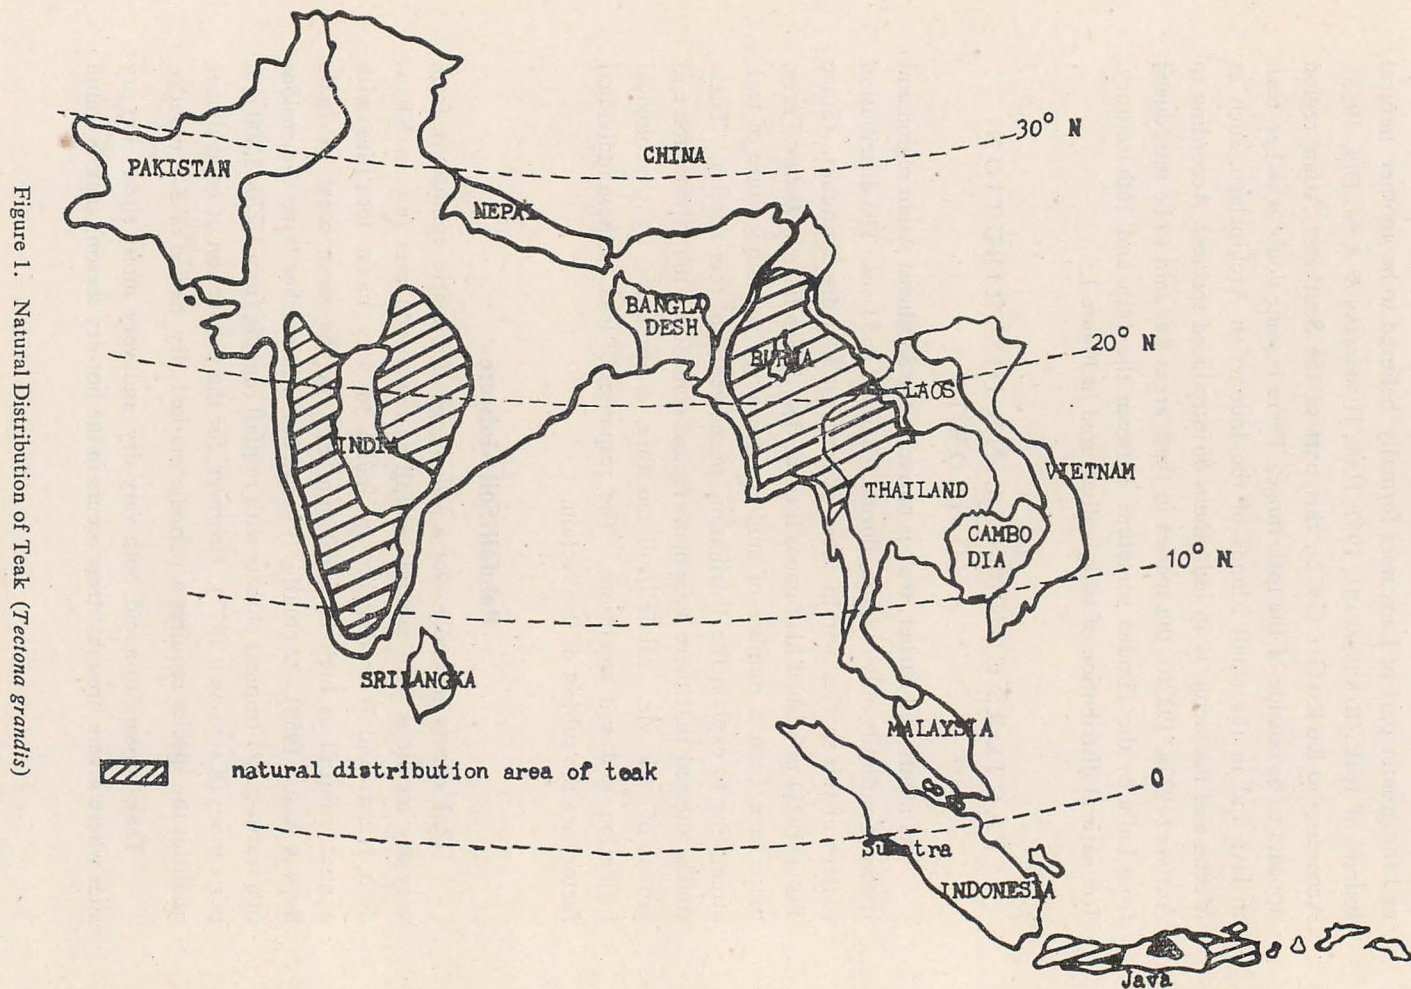 30° N
CHINA
PAKISTAN
NEPAL
BANGLA
DESH
BURMA
20° N
LAOS
INDIA
VIETNAM
THAILAND
CAMBO
DIA
10° N
SRILANGKA
MALAYSIA
natural distribution area of teak
0
Sumatra
INDONESIA
Java
Figure 1. Natural Distribution of Teak (Tectona grandis)